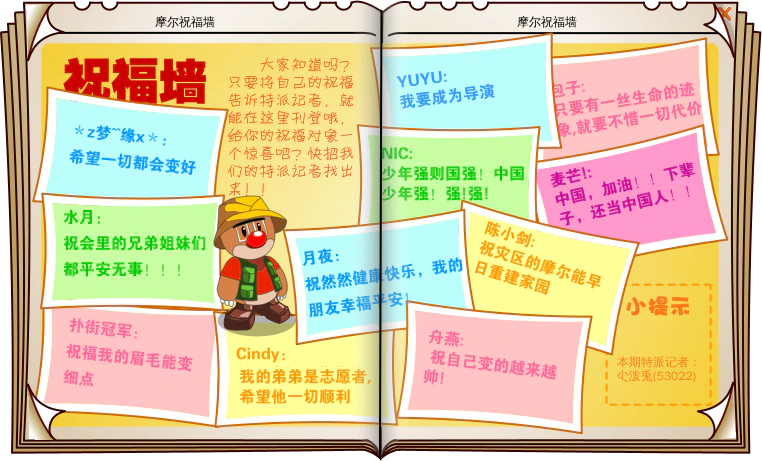 摩尔祝福墙
摩尔祝福墙
祝福墙
大家知道吗?
只要将自己的祝福
告诉特派记者，就
能在这里刊登哦，
给你的祝福对象一
个惊喜吧? 快把我
们的特派记者找出
来!!
*z梦~缘x*:
希望一切都会变好
水月:
祝会里的兄弟姐妹们
都平安无事!!!
扑街冠军:
祝福我的眉毛能变
细点
Cindy:
我的弟弟是志愿者,
希望他一切顺利
月夜:
祝然然健康快乐，我的
朋友幸福平安!
YUYU:
我要成为导演
NIC:
少年强则国强! 中国
少年强! 强!强!
包子:
只要有一丝生命的迹
象,就要不惜一切代价
麦芒!:
中国，加油!! 下辈
子，还当中国人!!
陈小剑:
祝灾区的摩尔能早
日重建家园
舟燕:
祝自己变的越来越
帅!
小提示
本期特派记者:
尐泼兎(53022)